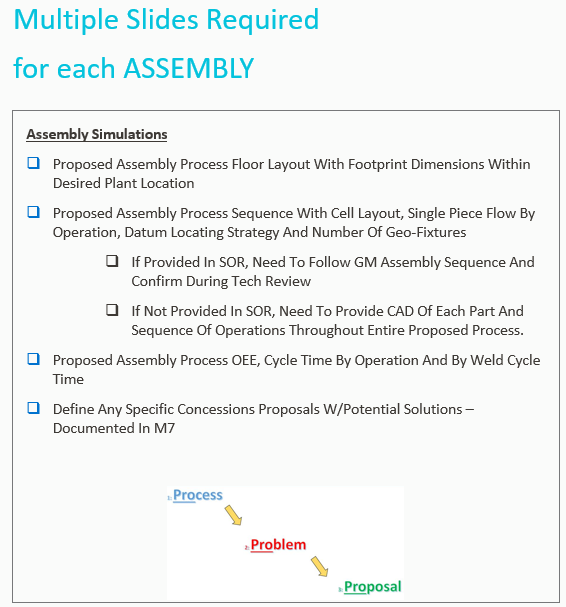 Multiple Slides Required
for each ASSEMBLY
Assembly Simulations
Proposed Assembly Process Floor Layout With Footprint Dimensions Within
Desired Plant Location
Proposed Assembly Process Sequence With Cell Layout, Single Piece Flow By
Operation, Datum Locating Strategy And Number Of Geo-Fixtures
If Provided In SOR, Need To Follow GM Assembly Sequence And
Confirm During Tech Review
If Not Provided In SOR, Need To Provide CAD Of Each Part And
Sequence Of Operations Throughout Entire Proposed Process.
Proposed Assembly Process OEE, Cycle Time By Operation And By Weld Cycle
Time
Define Any Specific Concessions Proposals W/Potential Solutions –
Documented In M7
Process
Problem
Proposal